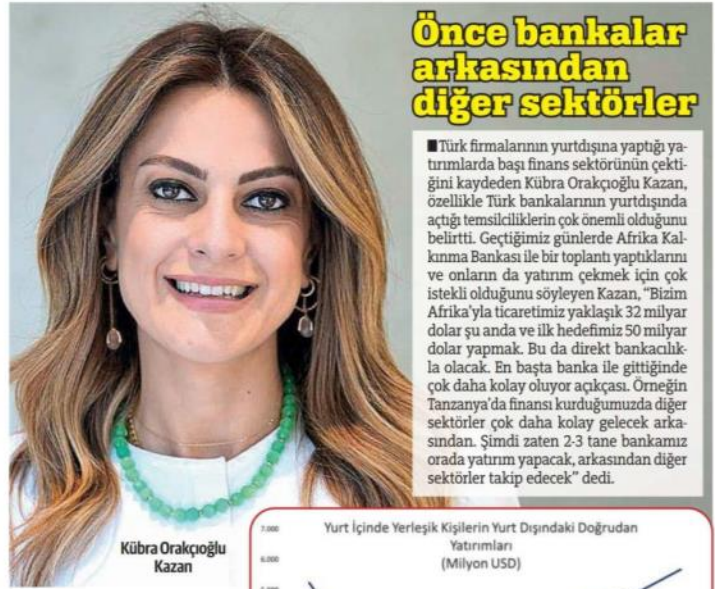 Önce bankalar
arkasından
diğer sektörler
■Türk firmalarının yurtdışına yaptığı ya-
tırımlarda başı finans sektörünün çekti-
ğini kaydeden Kübra Orakçıoğlu Kazan,
özellikle Türk bankalarının yurtdışında
açtığı temsilciliklerin çok önemli olduğunu
belirtti. Geçtiğimiz günlerde Afrika Kal-
kınma Bankası ile bir toplantı yaptıklarını
ve onların da yatırım çekmek için çok
istekli olduğunu söyleyen Kazan, “Bizim
Afrika’yla ticaretimiz yaklaşık 32 milyar
dolar şu anda ve ilk hedefimiz 50 milyar
dolar yapmak. Bu da direkt bankacılık-
la olacak. En başta banka ile gittiğinde
çok daha kolay oluyor açıkçası. Örneğin
Tanzanya’da finansı kurduğumuzda diğer
sektörler çok daha kolay gelecek arka-
sından. Şimdi zaten 2-3 tane bankamız
orada yatırım yapacak, arkasından diğer
sektörler takip edecek” dedi.
Kübra Orakçıoğlu
Kazan
Yurt İçinde Yerleşik Kişilerin Yurt Dışındaki Doğrudan
Yatırımları
(Milyon USD)
7.000
6.000